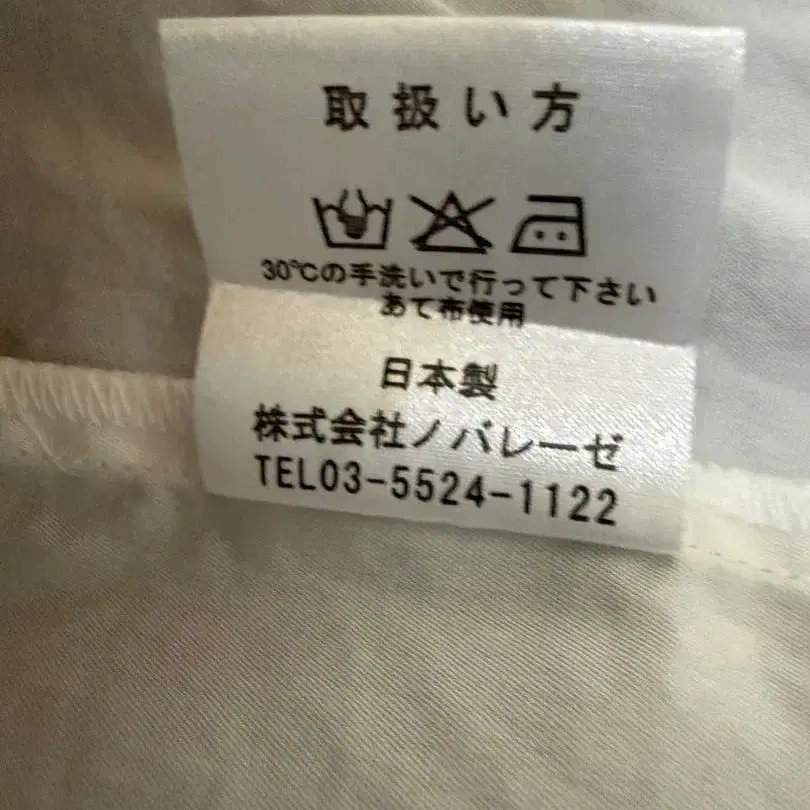 取扱い方
30℃の手洗いで行って下さい
あて布使用
日本製
株式会社ノバレーゼ
TEL03-5524-1122